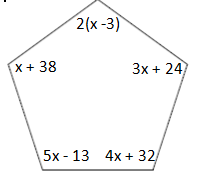 2(x -3)
x + 38 3x + 24
5x - 13 4x + 32